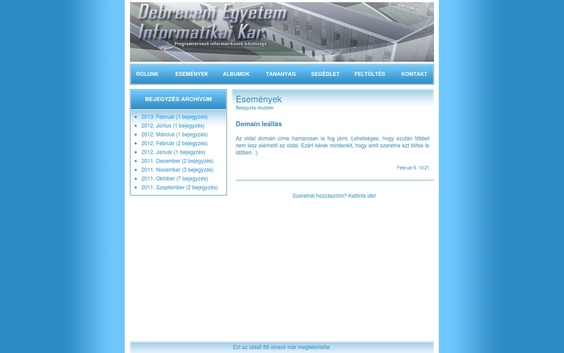 Debreceni Egyetem
Informatikai Kar
Programtervező informatikusok közössége
RÓLUNK ESEMÉNYEK ALBUMOK TANANYAG SEGÉDLET FELTÖLTÉS KONTAKT
BEJEGYZÉS ARCHÍVUM
2013. Február (1 bejegyzés)
2012. Június (1 bejegyzés)
2012. Március (1 bejegyzés)
2012. Február (2 bejegyzés)
2012. Január (1 bejegyzés)
2011. December (2 bejegyzés)
2011. November (3 bejegyzés)
2011. Október (7 bejegyzés)
2011. Szeptember (2 bejegyzés)
Események
Bejegyzés részletei
Domain leállás
Az oldal domain címe hamarosan le fog járni. Lehetséges, hogy ezután többet
nem lesz elérhető az oldal. Ezért kérek mindenkit, hogy amit szeretne azt töltse le
időben. :)
Február 6. 10:21
Szeretnél hozzászólni? Kattints ide!
Ezt az oldalt 86 olvasó már megtekintette.